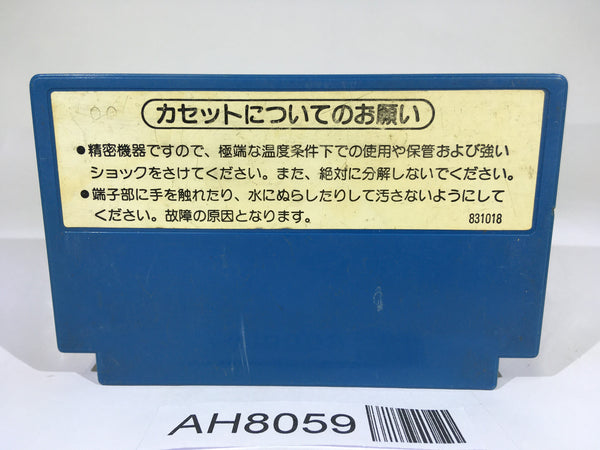 カセットについてのお願い
●精密機器ですので、極端な温度条件下での使用や保管および強い
ショックをさけてください。また、絶対に分解しないでください。
●端子部に手を触れたり、水にぬらしたりして汚さないようにして
ください。故障の原因となります。
831018
AH8059